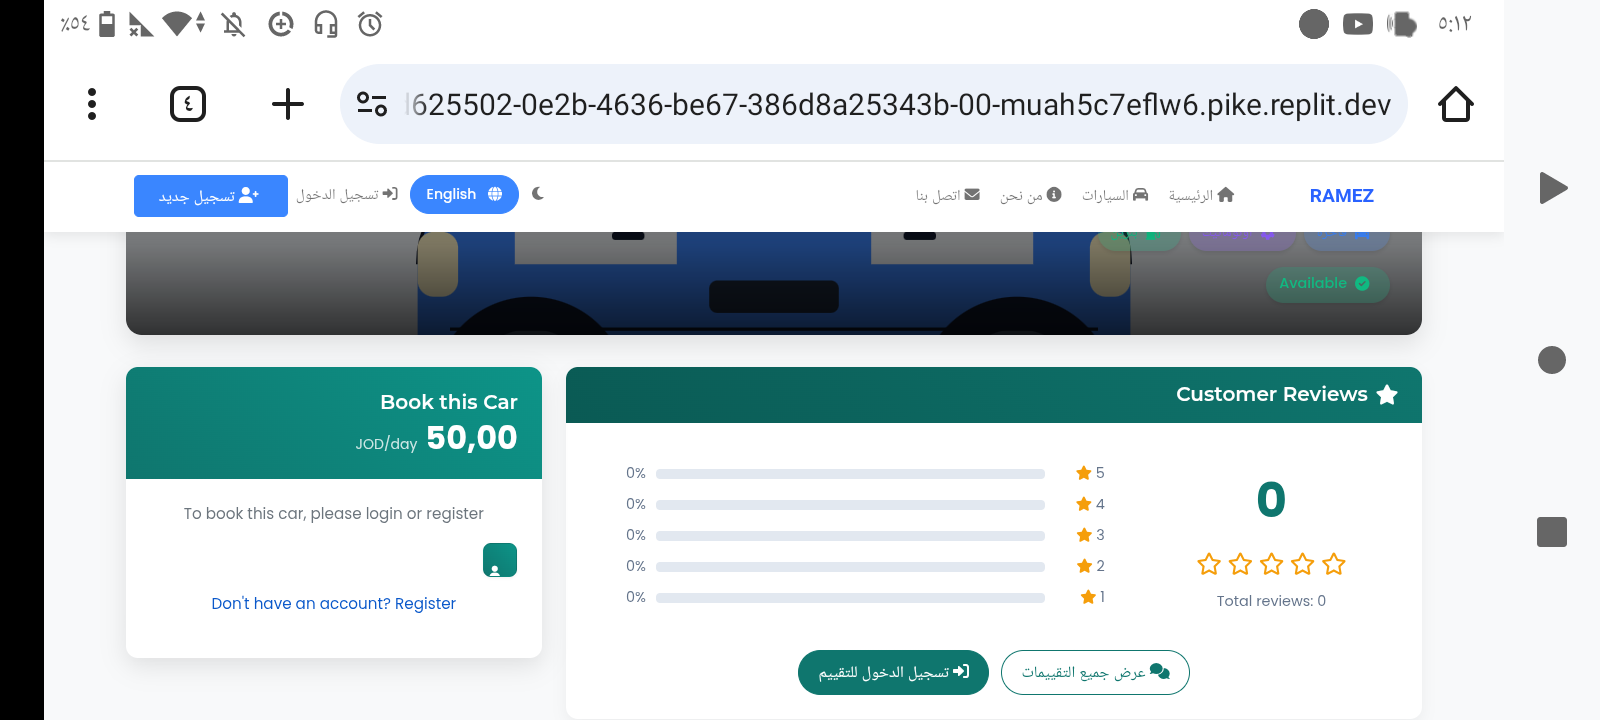 ٪٥٤
٥:١٢
٤
625502-0e2b-4636-be67-386d8a25343b-00-muah5c7eflw6.pike.replit.dev
RAMEZ
الرئيسية
السيارات
من نحن
اتصل بنا
English
تسجيل الدخول
تسجيل جديد
Available
Customer Reviews
0
Total reviews: 0
5 0%
4 0%
3 0%
2 0%
1 0%
عرض جميع التقييمات
تسجيل الدخول للتقييم
Book this Car
50,00 JOD/day
To book this car, please login or register
Don't have an account? Register